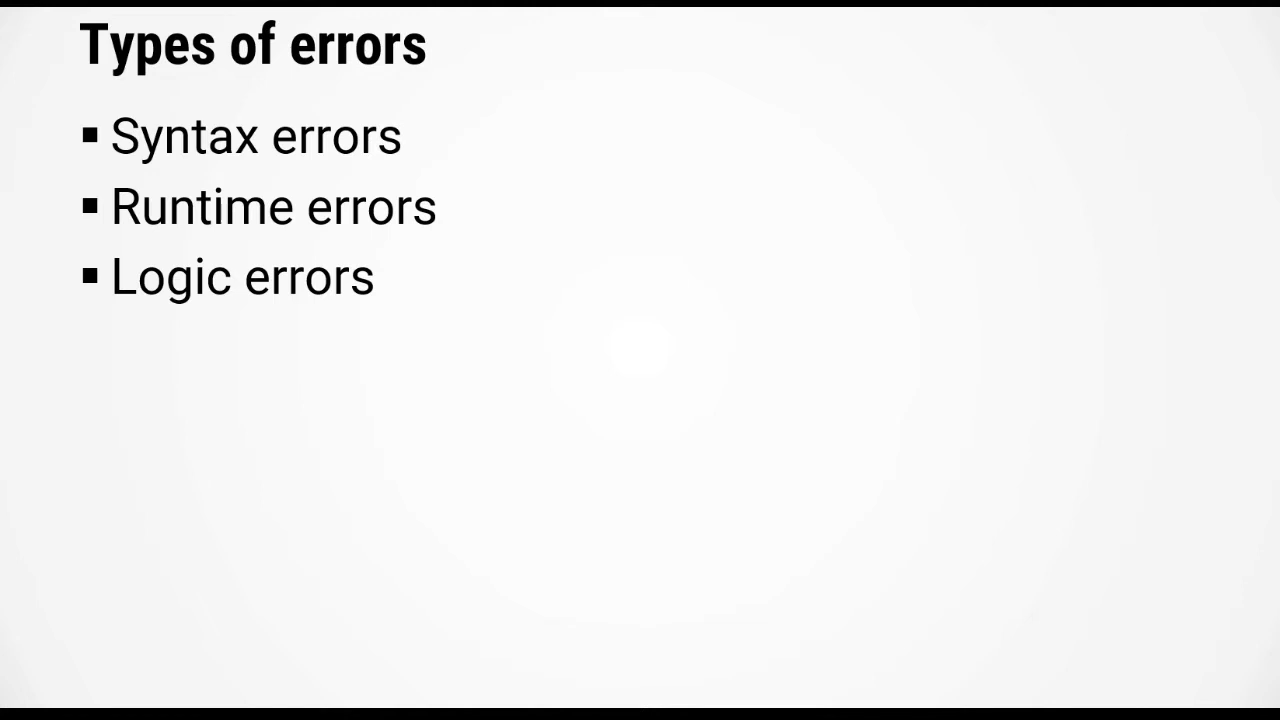 Types of errors
▪ Syntax errors
▪ Runtime errors
▪ Logic errors